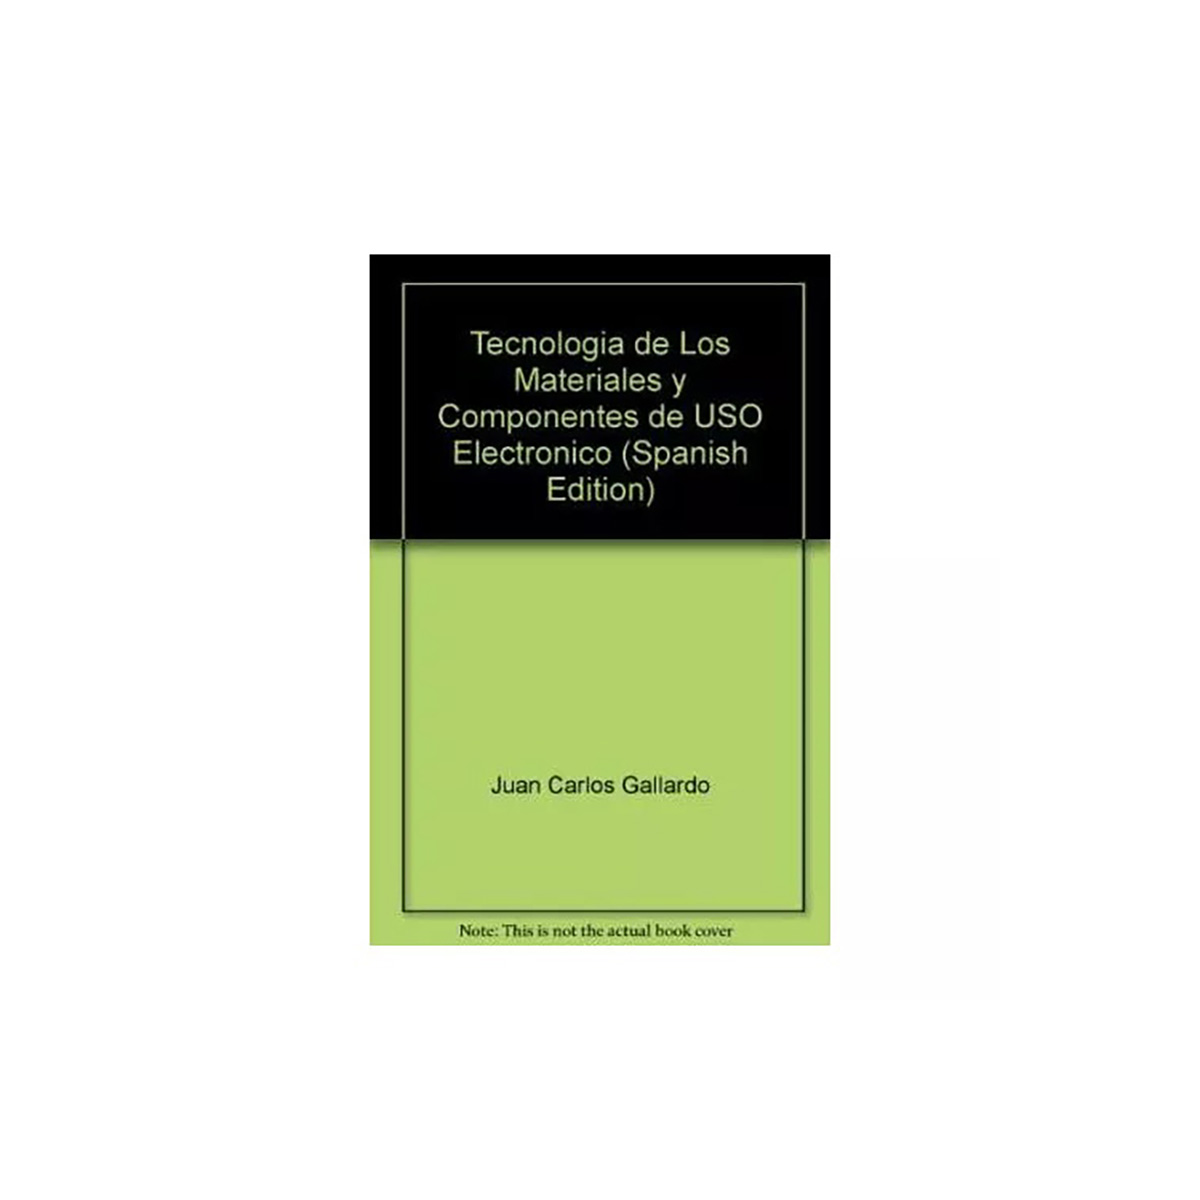 Tecnologia de Los
Materiales y
Componentes de USO
Electronico (Spanish
Edition)
Juan Carlos Gallardo
Note: This is not the actual book cover